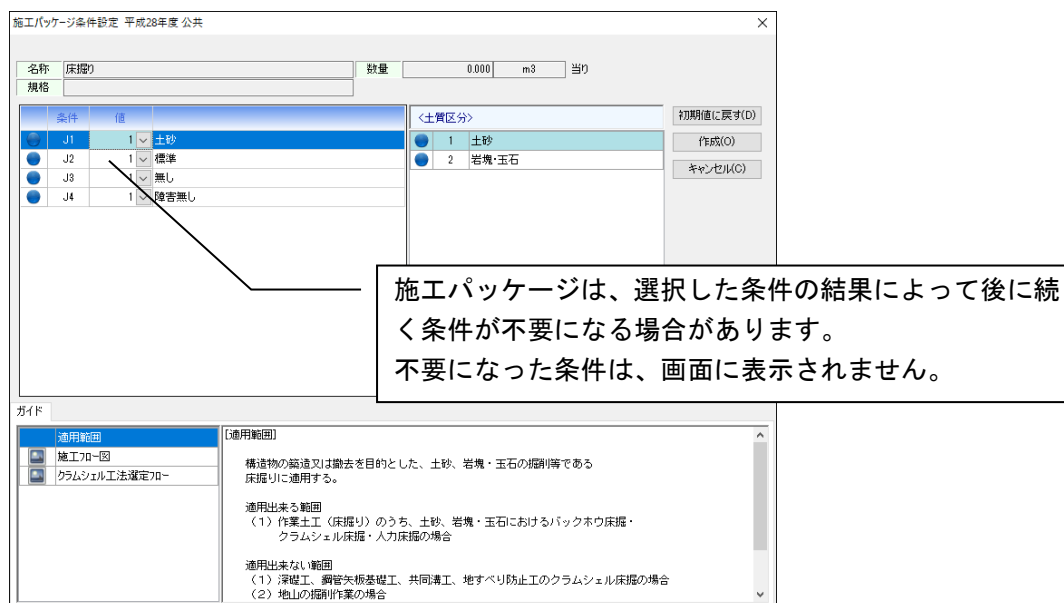 施工パッケージ条件設定 平成28年度 公共
名称 床掘り 数量 0.000 m3 当り
規格
条件 値
J1 1 土砂
J2 1 標準
J3 1 無し
J4 1 障害無し
<土質区分>
1 土砂
2 岩塊・玉石
初期値に戻す(D)
作成(O)
キャンセル(C)
施工パッケージは、選択した条件の結果によって後に続
く条件が不要になる場合があります。
不要になった条件は、画面に表示されません。
ガイド
適用範囲
施工フロー図
クラムシェル工法選定フロー
[適用範囲]
構造物の築造又は撤去を目的とした、土砂、岩塊・玉石の掘削等である
床掘りに適用する。
適用出来る範囲
(1)作業土工(床掘り)のうち、土砂、岩塊・玉石におけるバックホウ床掘・
クラムシェル床掘・人力床掘の場合
適用出来ない範囲
(1)深礎工、鋼管矢板基礎工、共同溝工、地すべり防止工のクラムシェル床掘の場合
(2)地山の掘削作業の場合